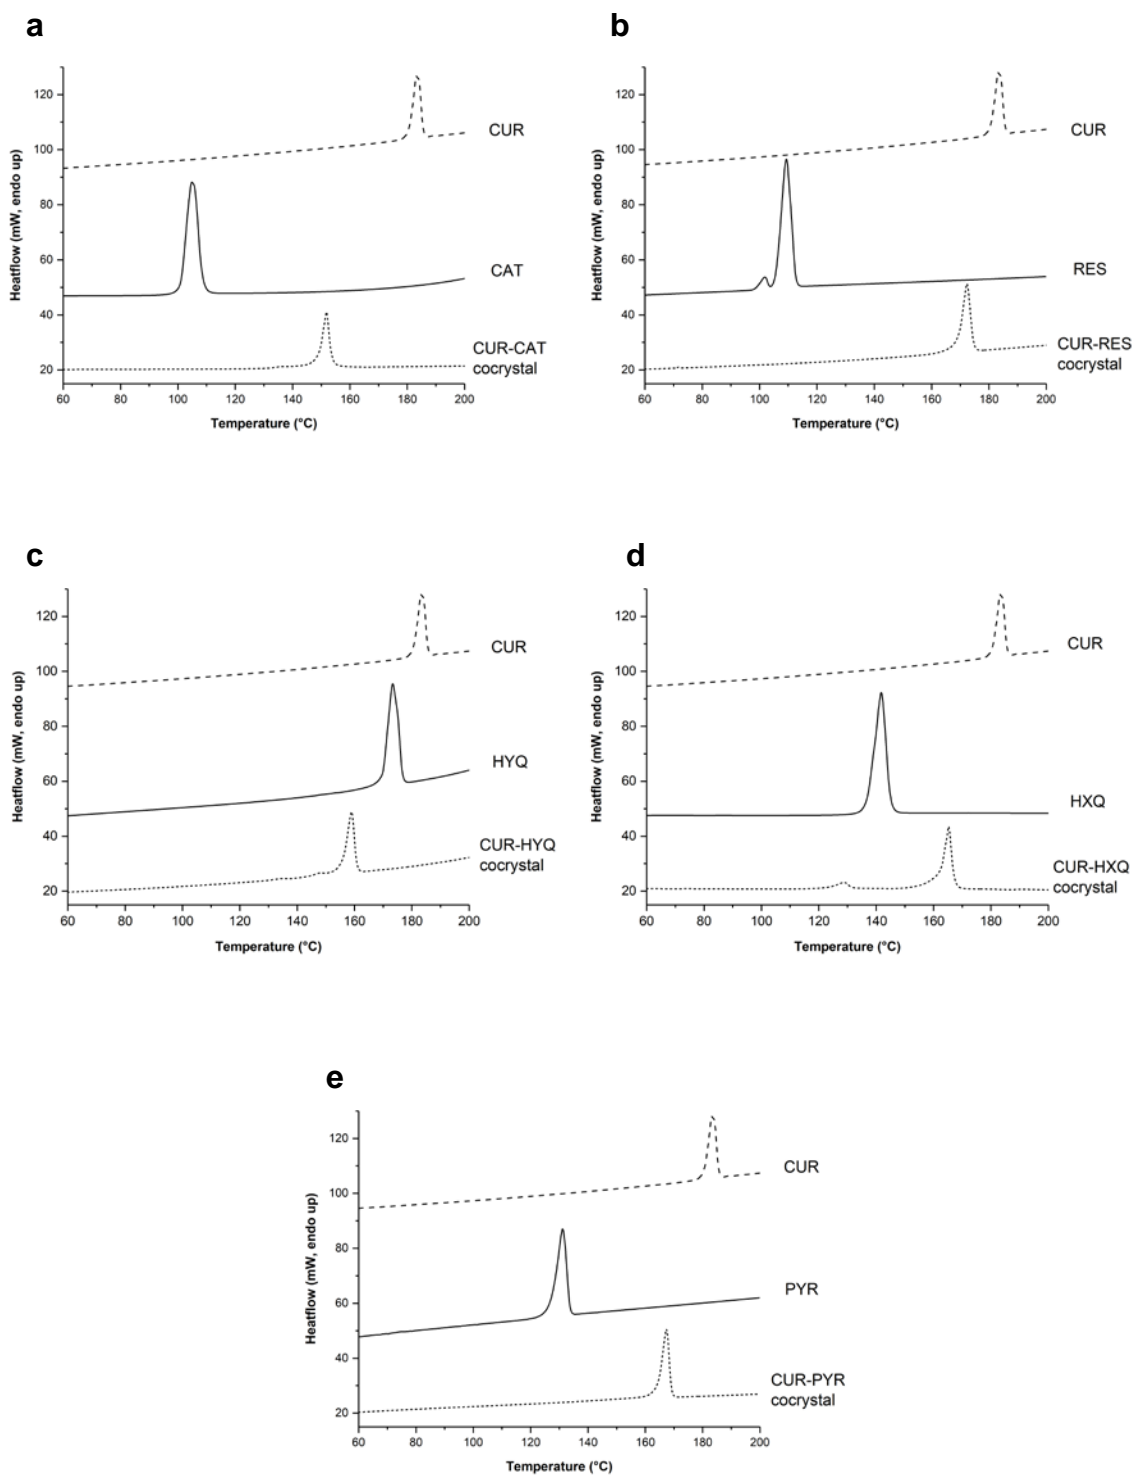 a
Heatflow (mW, endo up)
120
100
80
60
40
20
CUR
CAT
CUR-CAT
cocrystal
60 80 100 120 140 160 180 200
Temperature (°C)
b
Heatflow (mW, endo up)
120
100
80
60
40
20
CUR
RES
CUR-RES
cocrystal
60 80 100 120 140 160 180 200
Temperature (°C)
c
Heatflow (mW, endo up)
120
100
80
60
40
20
CUR
HYQ
CUR-HYQ
cocrystal
60 80 100 120 140 160 180 200
Temperature (°C)
d
Heatflow (mW, endo up)
120
100
80
60
40
20
CUR
HXQ
CUR-HXQ
cocrystal
60 80 100 120 140 160 180 200
Temperature (°C)
e
Heatflow (mW, endo up)
120
100
80
60
40
20
CUR
PYR
CUR-PYR
cocrystal
60 80 100 120 140 160 180 200
Temperature (°C)